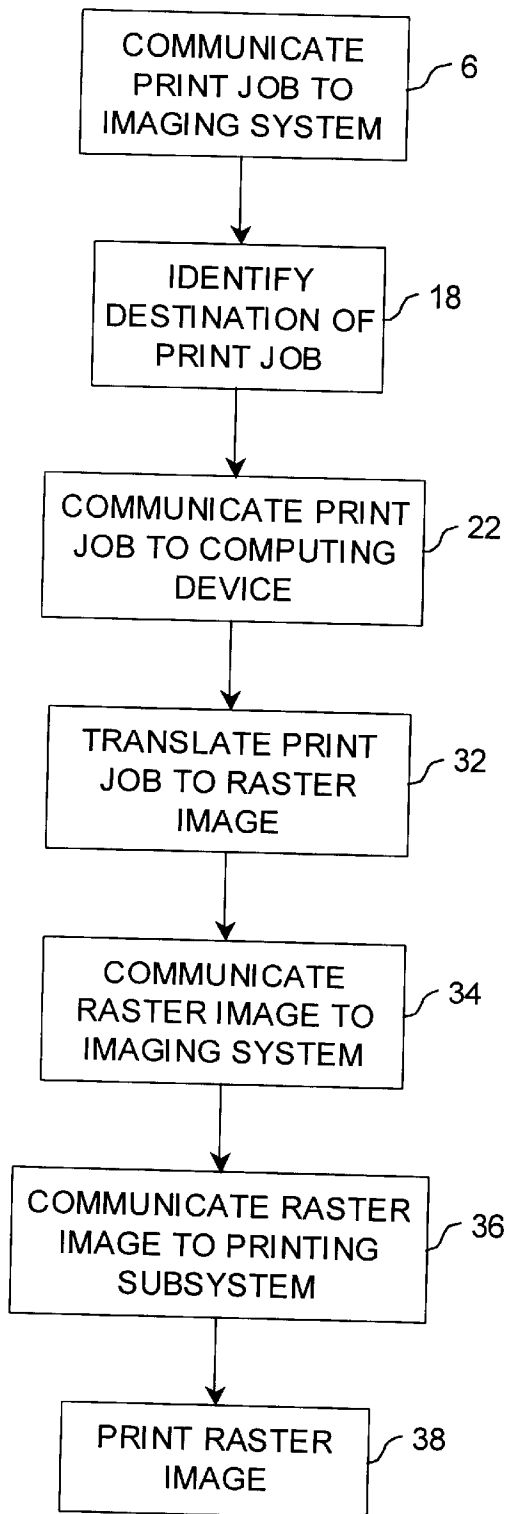 COMMUNICATE
PRINT JOB TO
IMAGING SYSTEM
6
IDENTIFY
DESTINATION OF
PRINT JOB
18
COMMUNICATE PRINT
JOB TO COMPUTING
DEVICE
22
TRANSLATE PRINT
JOB TO RASTER
IMAGE
32
COMMUNICATE
RASTER IMAGE TO
IMAGING SYSTEM
34
COMMUNICATE RASTER
IMAGE TO PRINTING
SUBSYSTEM
36
PRINT RASTER
IMAGE
38